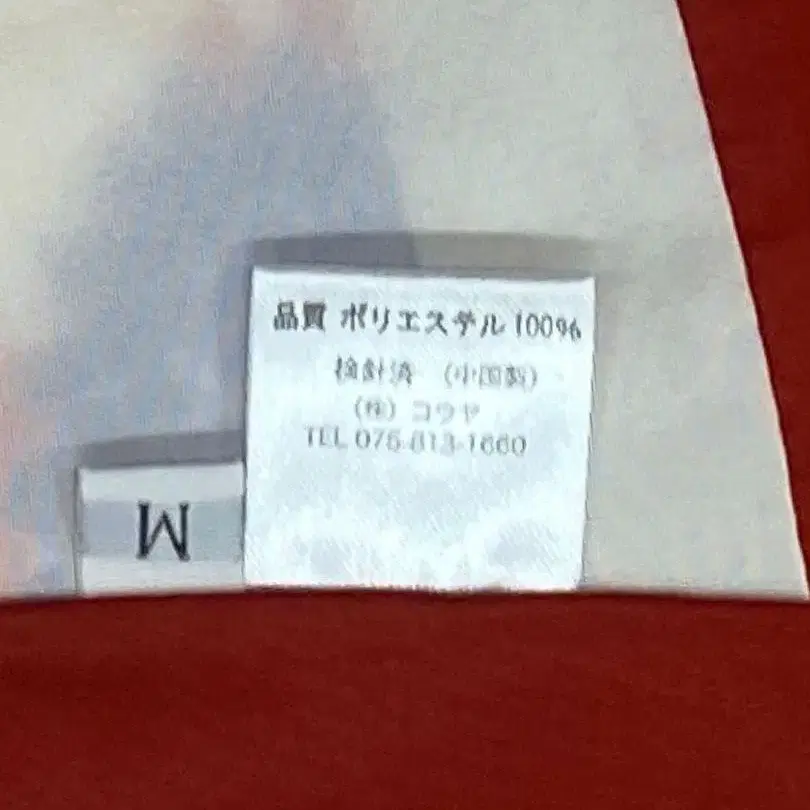 品質 ポリエステル 100%
検針済 (中国製)
(株) コウヤ
TEL 075-813-1660
M